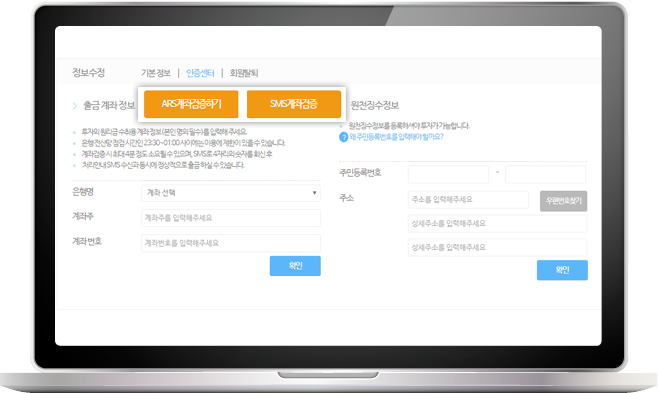 정보수정
기본 정보 | 인증센터 | 회원탈퇴
출금 계좌 정보
ARS계좌검증하기
SMS계좌검증
투자의 원리금 수취용 계좌 정보(본인 명의 필수)를 입력해 주세요.
은행 전산망 점검 시간인 23:30~01:00 사이에는 이용에 제한이 있을 수 있습니다.
계좌검증 시 최대 4분 정도 소요될 수 있으며, SMS로 4자리의 숫자를 회신 후
처리안내 SMS 수신과 동시에 정상적으로 출금하실 수 있습니다.
은행명
계좌 선택
계좌주
계좌주를 입력해주세요
계좌 번호
계좌번호를 입력해주세요
확인
원천징수정보
원천징수정보를 등록하셔야 투자가 가능합니다.
? 왜 주민등록번호를 입력해야 할까요?
주민등록번호
~
주소
주소를 입력해주세요
우편번호찾기
상세주소를 입력해주세요
상세주소를 입력해주세요
확인